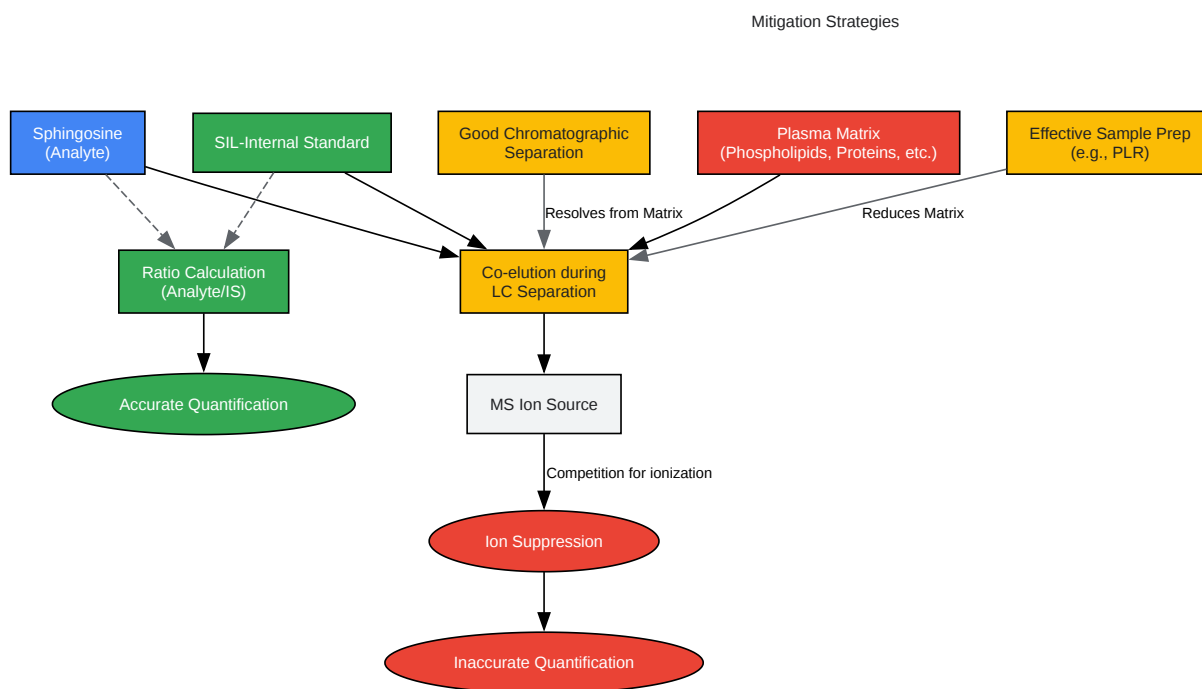 Mitigation Strategies
Sphingosine
(Analyte)
SIL-Internal Standard
Good Chromatographic
Separation
Plasma Matrix
(Phospholipids, Proteins, etc.)
Effective Sample Prep
(e.g., PLR)
Resolves from Matrix
Reduces Matrix
Ratio Calculation
(Analyte/IS)
Co-elution during
LC Separation
Accurate Quantification
MS Ion Source
Competition for ionization
Ion Suppression
Inaccurate Quantification